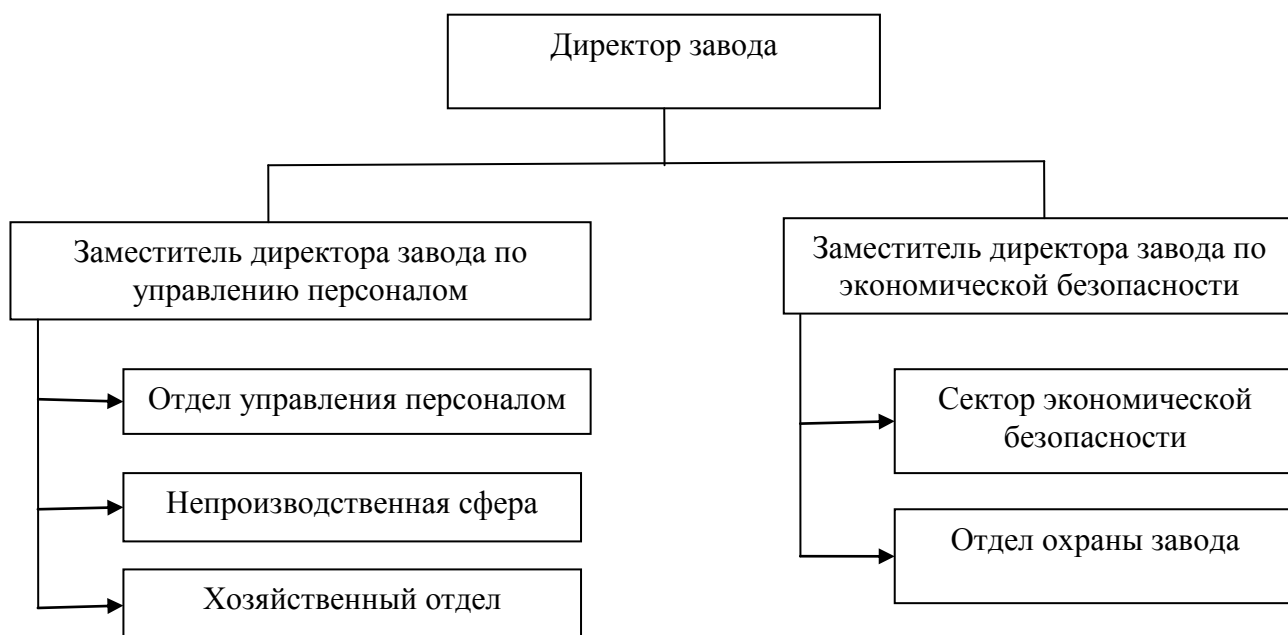 Директор завода
Заместитель директора завода по
управлению персоналом
Отдел управления персоналом
Непроизводственная сфера
Хозяйственный отдел
Заместитель директора завода по
экономической безопасности
Сектор экономической
безопасности
Отдел охраны завода